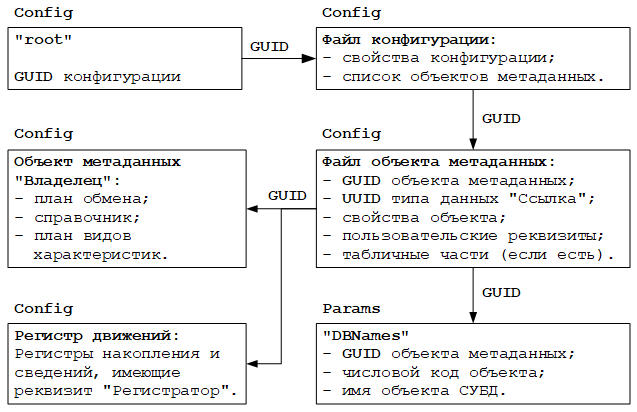 Config
"root"
GUID конфигурации
GUID
Config
Файл конфигурации:
- свойства конфигурации;
- список объектов метаданных.
GUID
Config
Объект метаданных
"Владелец":
- план обмена;
- справочник;
- план видов
характеристик.
GUID
Config
Файл объекта метаданных:
- GUID объекта метаданных;
- UUID типа данных "Ссылка";
- свойства объекта;
- пользовательские реквизиты;
- табличные части (если есть).
GUID
Config
Регистр движений:
Регистры накопления и
сведений, имеющие
реквизит "Регистратор".
Params
"DBNames"
- GUID объекта метаданных;
- числовой код объекта;
- имя объекта СУБД.